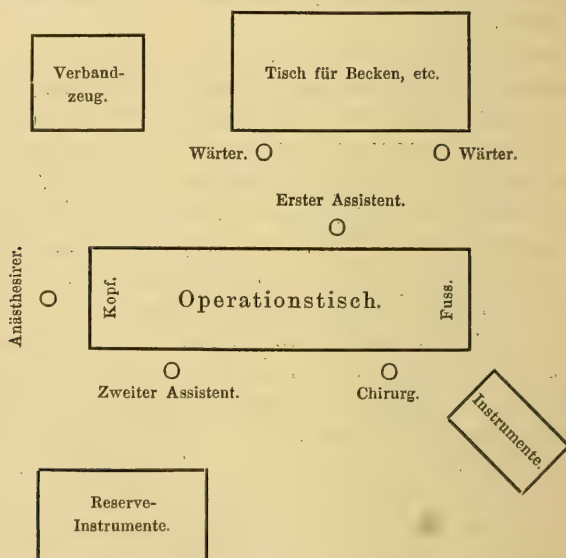 Verband-
zeug.
Tisch für Becken, etc.
Wärter.
Wärter.
Erster Assistent.
Anästhesirer.
Kopf.
Operationstisch.
Fuss.
Zweiter Assistent.
Chirurg.
Instrumente.
Reserve-
Instrumente.